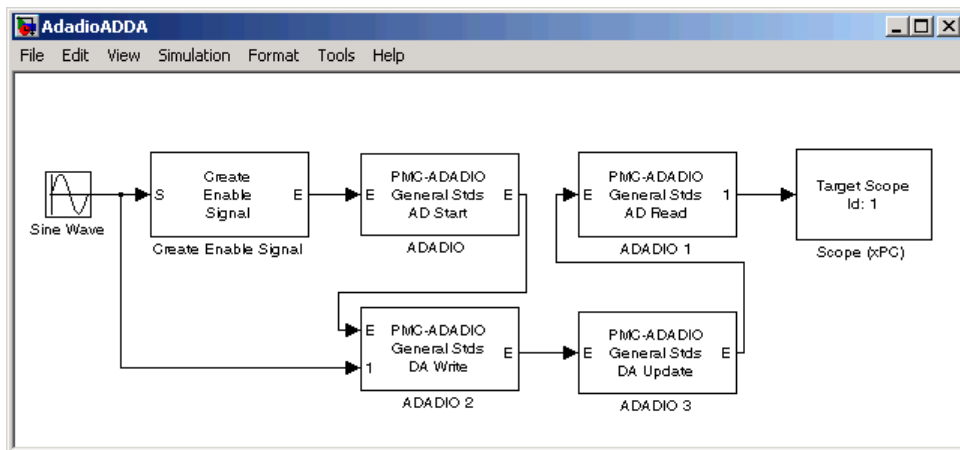 AdadioADDA
File Edit View Simulation Format Tools Help
S
Create
Enable
Signal
E
Create Enable Signal
Sine Wave
E
PMC-ADADIO
General Stds
AD Start
E
ADADIO
E
PMC-ADADIO
General Stds
AD Read
1
ADADIO 1
Target Scope
Id: 1
Scope (xPC)
E
1
PMC-ADADIO
General Stds
DA Write
E
ADADIO 2
E
PMC-ADADIO
General Stds
DA Update
E
ADADIO 3